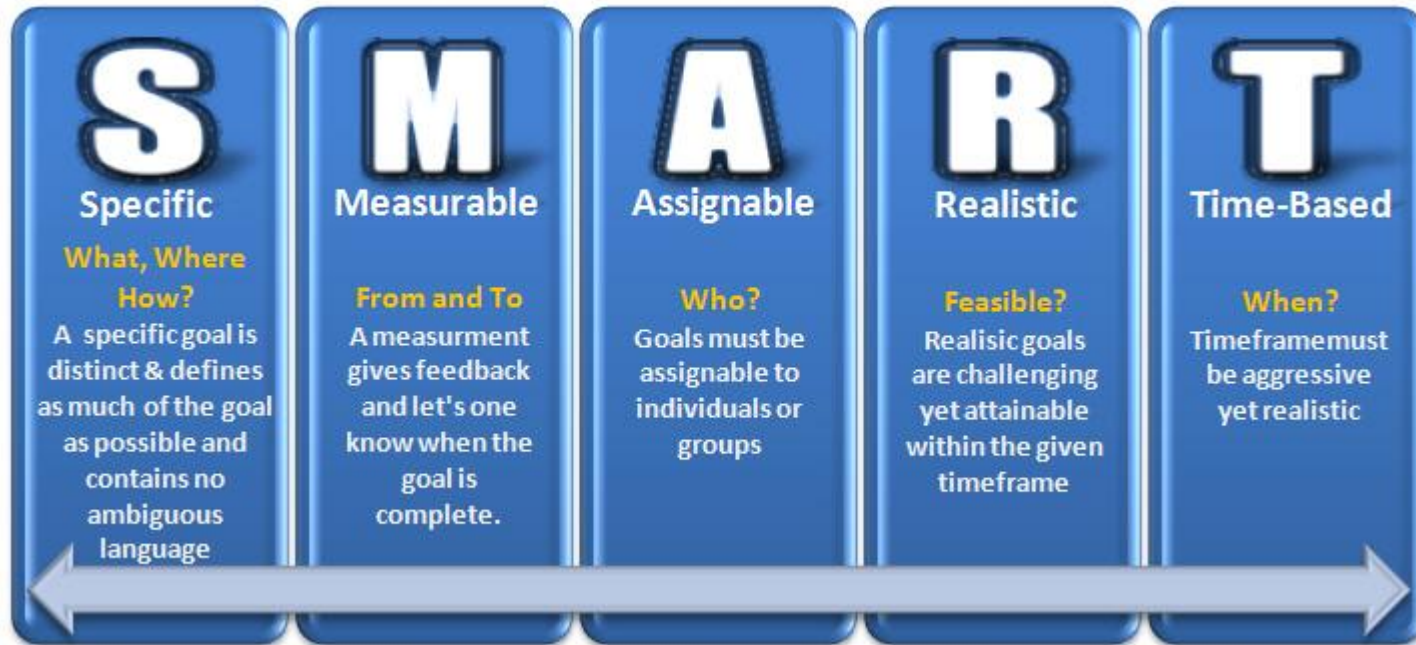 S
Specific
What, Where
How?
A specific goal is
distinct & defines
as much of the goal
as possible and
contains no
ambiguous
language
M
Measurable
From and To
A measurment
gives feedback
and let's one
know when the
goal is
complete.
A
Assignable
Who?
Goals must be
assignable to
individuals or
groups
R
Realistic
Feasible?
Realisic goals
are challenging
yet attainable
within the given
timeframe
T
Time-Based
When?
Timeframemust
be aggressive
yet realistic